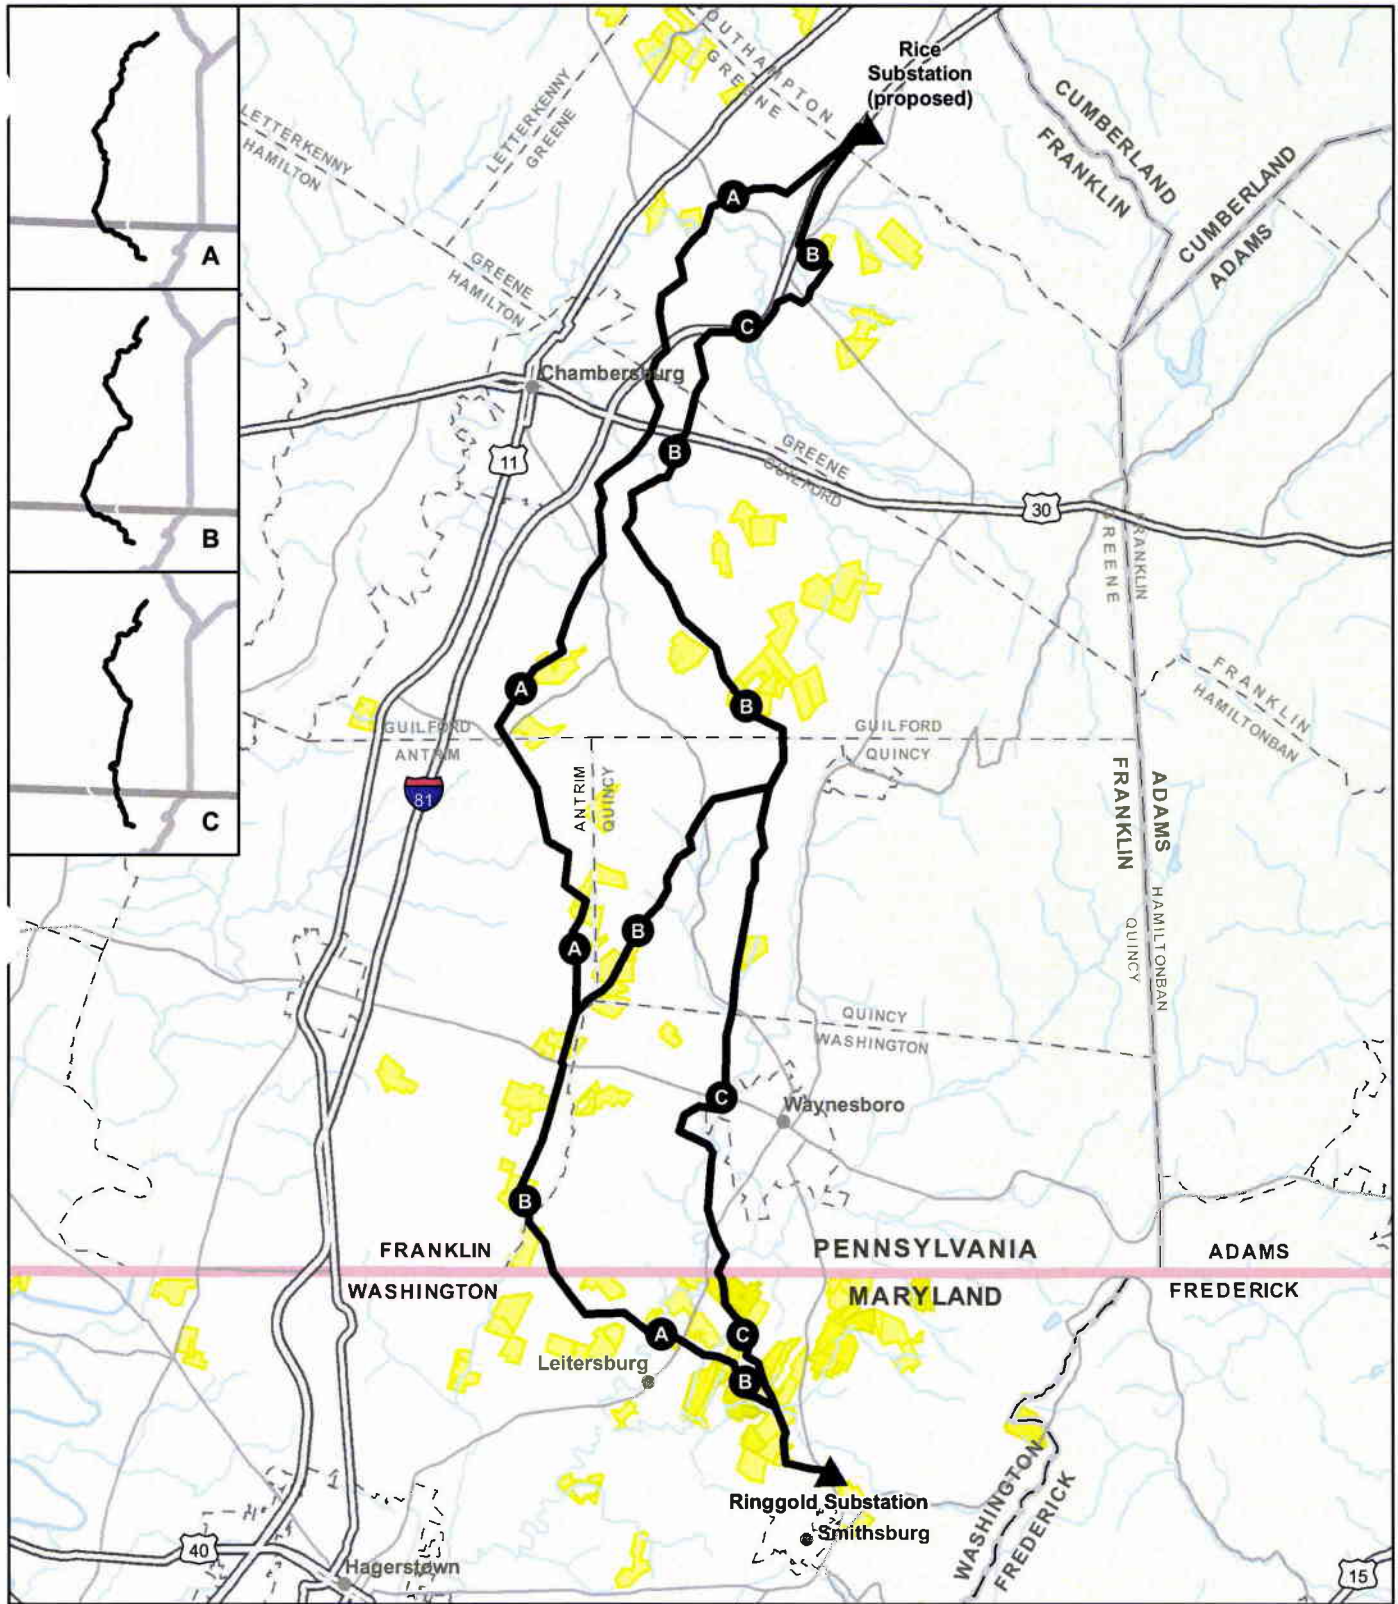 A
B
C
SOUTHAMPTON
GREENE
Rice
Substation
(proposed)
CUMBERLAND
FRANKLIN
CUMBERLAND
ADAMS
LETTERKENNY
HAMILTON
LETTERKENNY
GREENE
A
B
GREENE
HAMILTON
C
Chambersburg
B
11
GREENE
GUILFORD
30
GREENE
FRANKLIN
A
B
FRANKLIN
HAMILTONBAN
GUILFORD
ANTRIM
GUILFORD
QUINCY
81
ANTRIM
QUINCY
FRANKLIN
ADAMS
A
B
QUINCY
HAMILTONBAN
QUINCY
WASHINGTON
C
Waynesboro
B
FRANKLIN
WASHINGTON
PENNSYLVANIA
MARYLAND
ADAMS
FREDERICK
A
C
Leitersburg
B
Ringgold Substation
Smithsburg
WASHINGTON
FREDERICK
40
Hagerstown
15